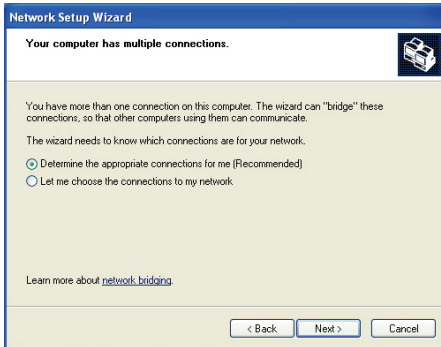 Network Setup Wizard
Your computer has multiple connections.
You have more than one connection on this computer. The wizard can "bridge" these
connections, so that other computers using them can communicate.
The wizard needs to know which connections are for your network.
Determine the appropriate connections for me (Recommended)
Let me choose the connections to my network
Learn more about network bridging.
< Back Next > Cancel